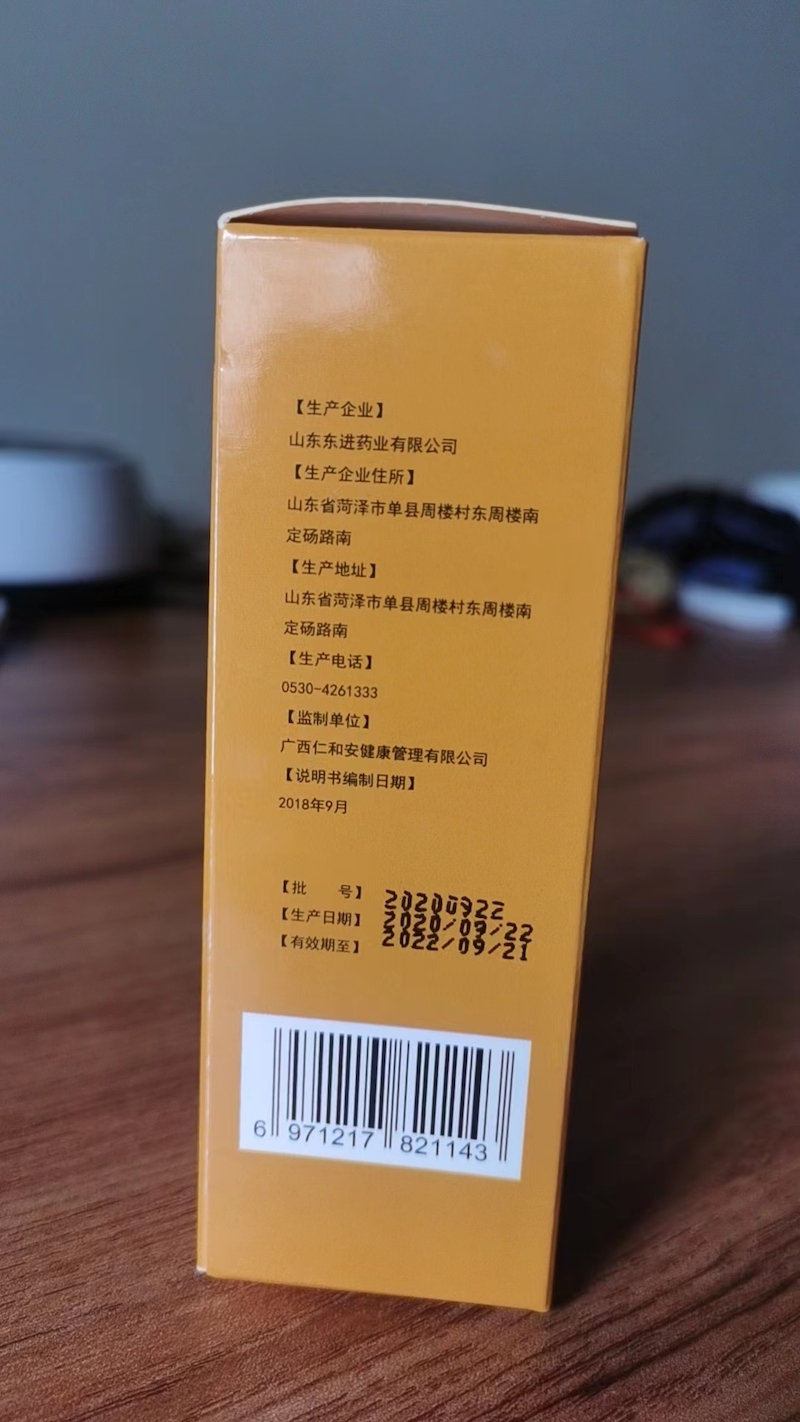 【生产企业】
山东东进药业有限公司
【生产企业住所】
山东省菏泽市单县周楼村东周楼南
定砀路南
【生产地址】
山东省菏泽市单县周楼村东周楼南
定砀路南
【生产电话】
0530-4261333
【监制单位】
广西仁和安健康管理有限公司
【说明书编制日期】
2018年9月
【批　　号】 20200922
【生产日期】 2020/09/22
【有效期至】 2022/09/21
6 971217 821143